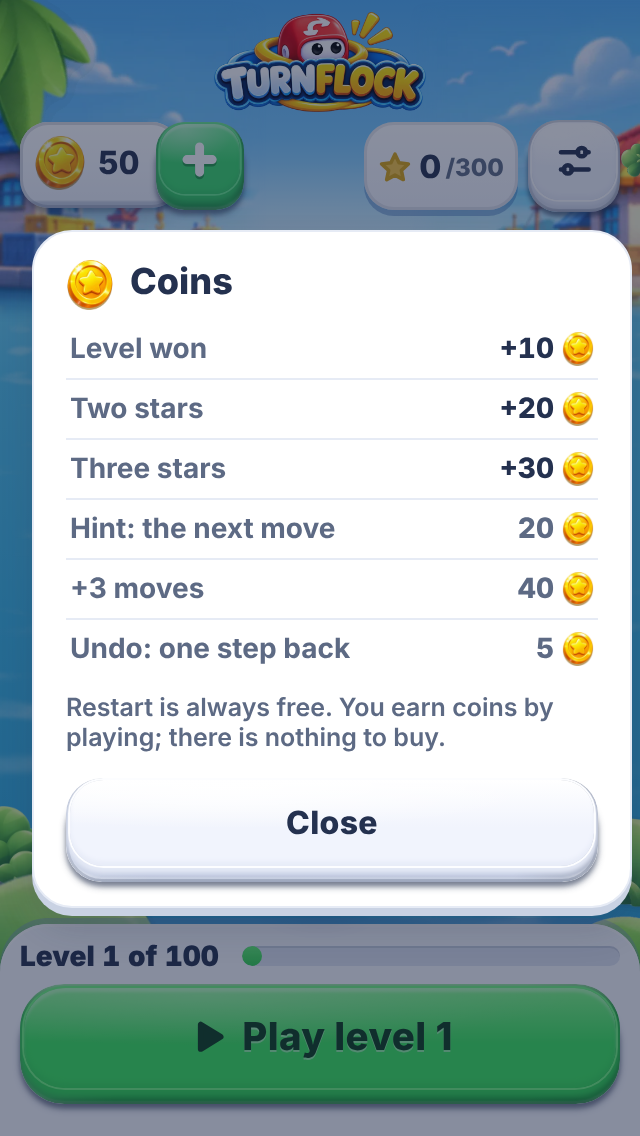 TURNFLOCK
50
0/300
Coins
Level won +10
Two stars +20
Three stars +30
Hint: the next move 20
+3 moves 40
Undo: one step back 5
Restart is always free. You earn coins by
playing; there is nothing to buy.
Close
Level 1 of 100
Play level 1